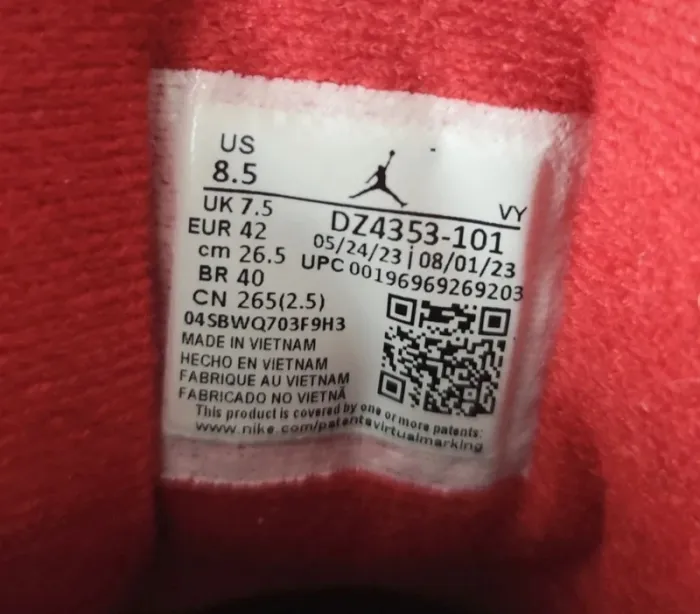 US
8.5
VY
UK 7.5
DZ4353-101
EUR 42
05/24/23 | 08/01/23
cm 26.5
UPC 00196969269203
BR 40
CN 265(2.5)
04SBWQ703F9H3
MADE IN VIETNAM
HECHO EN VIETNAM
FABRIQUE AU VIETNAM
FABRICADO NO VIETNÃ
This product is covered by one or more patents:
www.nike.com/patentsvirtualmarking